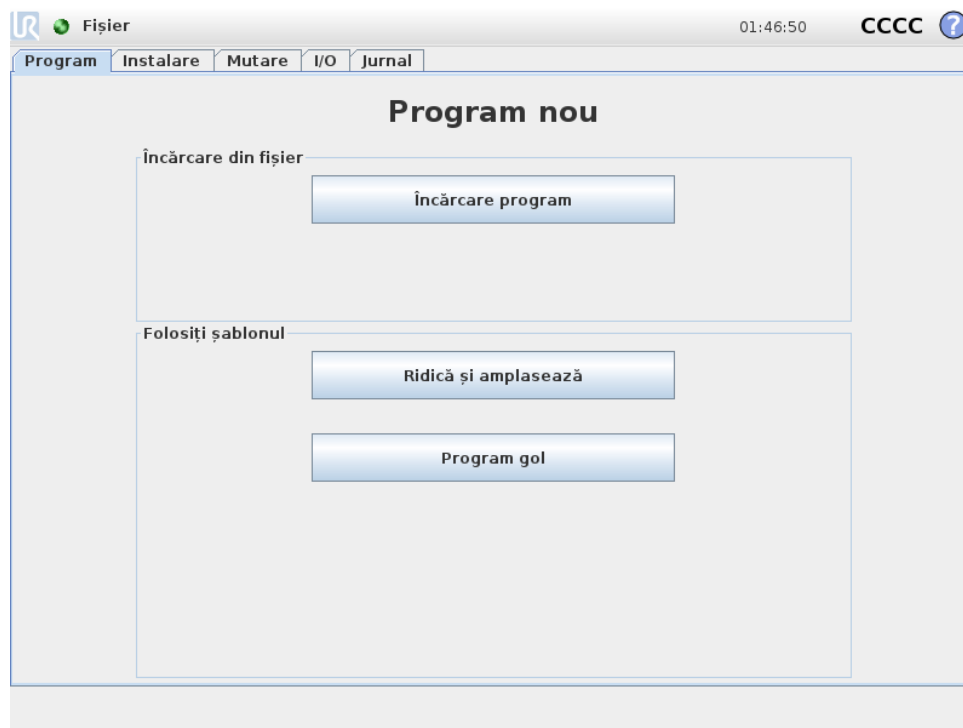 UR Fișier 01:46:50 CCCC ?
Program Instalare Mutare I/O Jurnal
Program nou
Încărcare din fișier
Încărcare program
Folosiți șablonul
Ridică și amplasează
Program gol